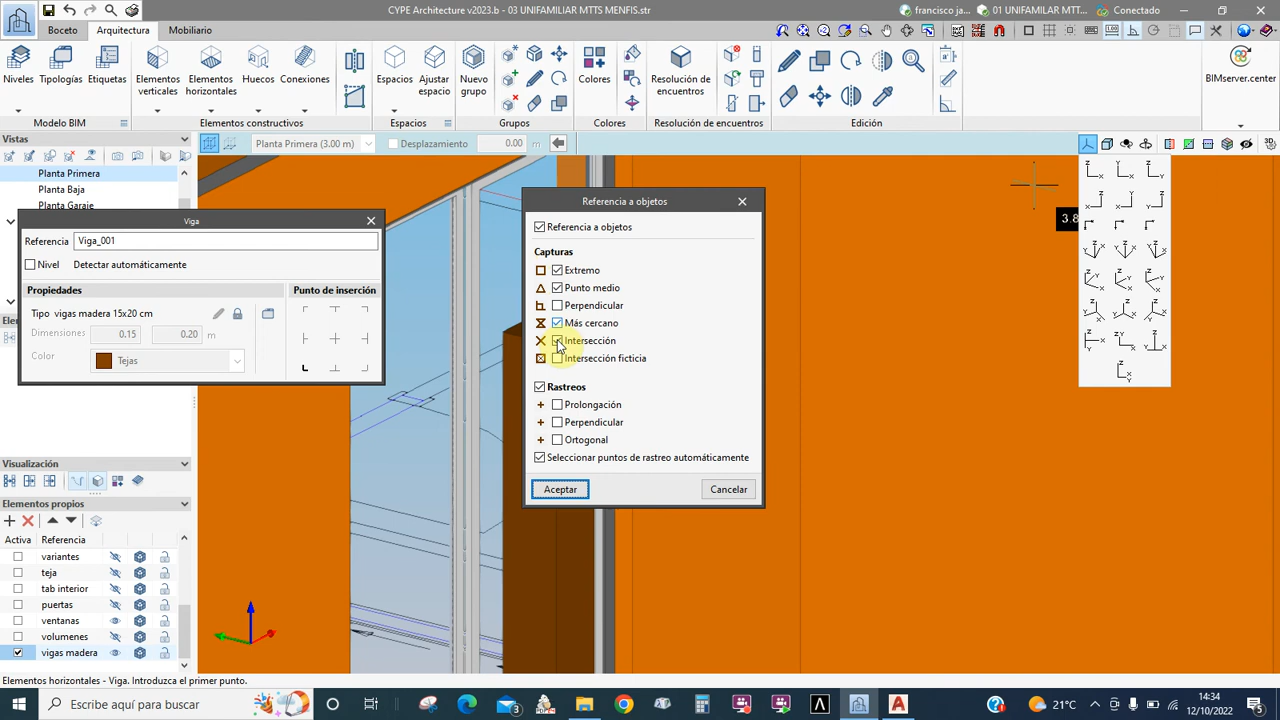 CYPE Architecture v2023.b - 03 UNIFAMILIAR MTTS MENFIS.str
francisco ja...
01 UNIFAMILAR MTT...
Conectado
Boceto
Arquitectura
Mobiliario
Niveles
Tipologías
Etiquetas
Elementos verticales
Elementos horizontales
Huecos
Conexiones
Espacios
Ajustar espacio
Nuevo grupo
Colores
Resolución de encuentros
BIMserver.center
Modelo BIM
Elementos constructivos
Espacios
Grupos
Colores
Resolución de encuentros
Edición
Vistas
Planta Primera (3.00 m)
Desplazamiento
0.00
m
Planta Primera
Planta Baja
Planta Garaje
Viga
Referencia
Viga_001
Nivel
Detectar automáticamente
Propiedades
Punto de inserción
Tipo
vigas madera 15x20 cm
Dimensiones
0.15
0.20
m
Color
Tejas
Referencia a objetos
Referencia a objetos
Capturas
Extremo
Punto medio
Perpendicular
Más cercano
Intersección
Intersección ficticia
Rastreos
Prolongación
Perpendicular
Ortogonal
Seleccionar puntos de rastreo automáticamente
Aceptar
Cancelar
3.8
Visualización
Elementos propios
Activa
Referencia
variantes
teja
tab interior
puertas
ventanas
volumenes
vigas madera
Elementos horizontales - Viga. Introduzca el primer punto.
Escribe aquí para buscar
21°C
14:34
12/10/2022